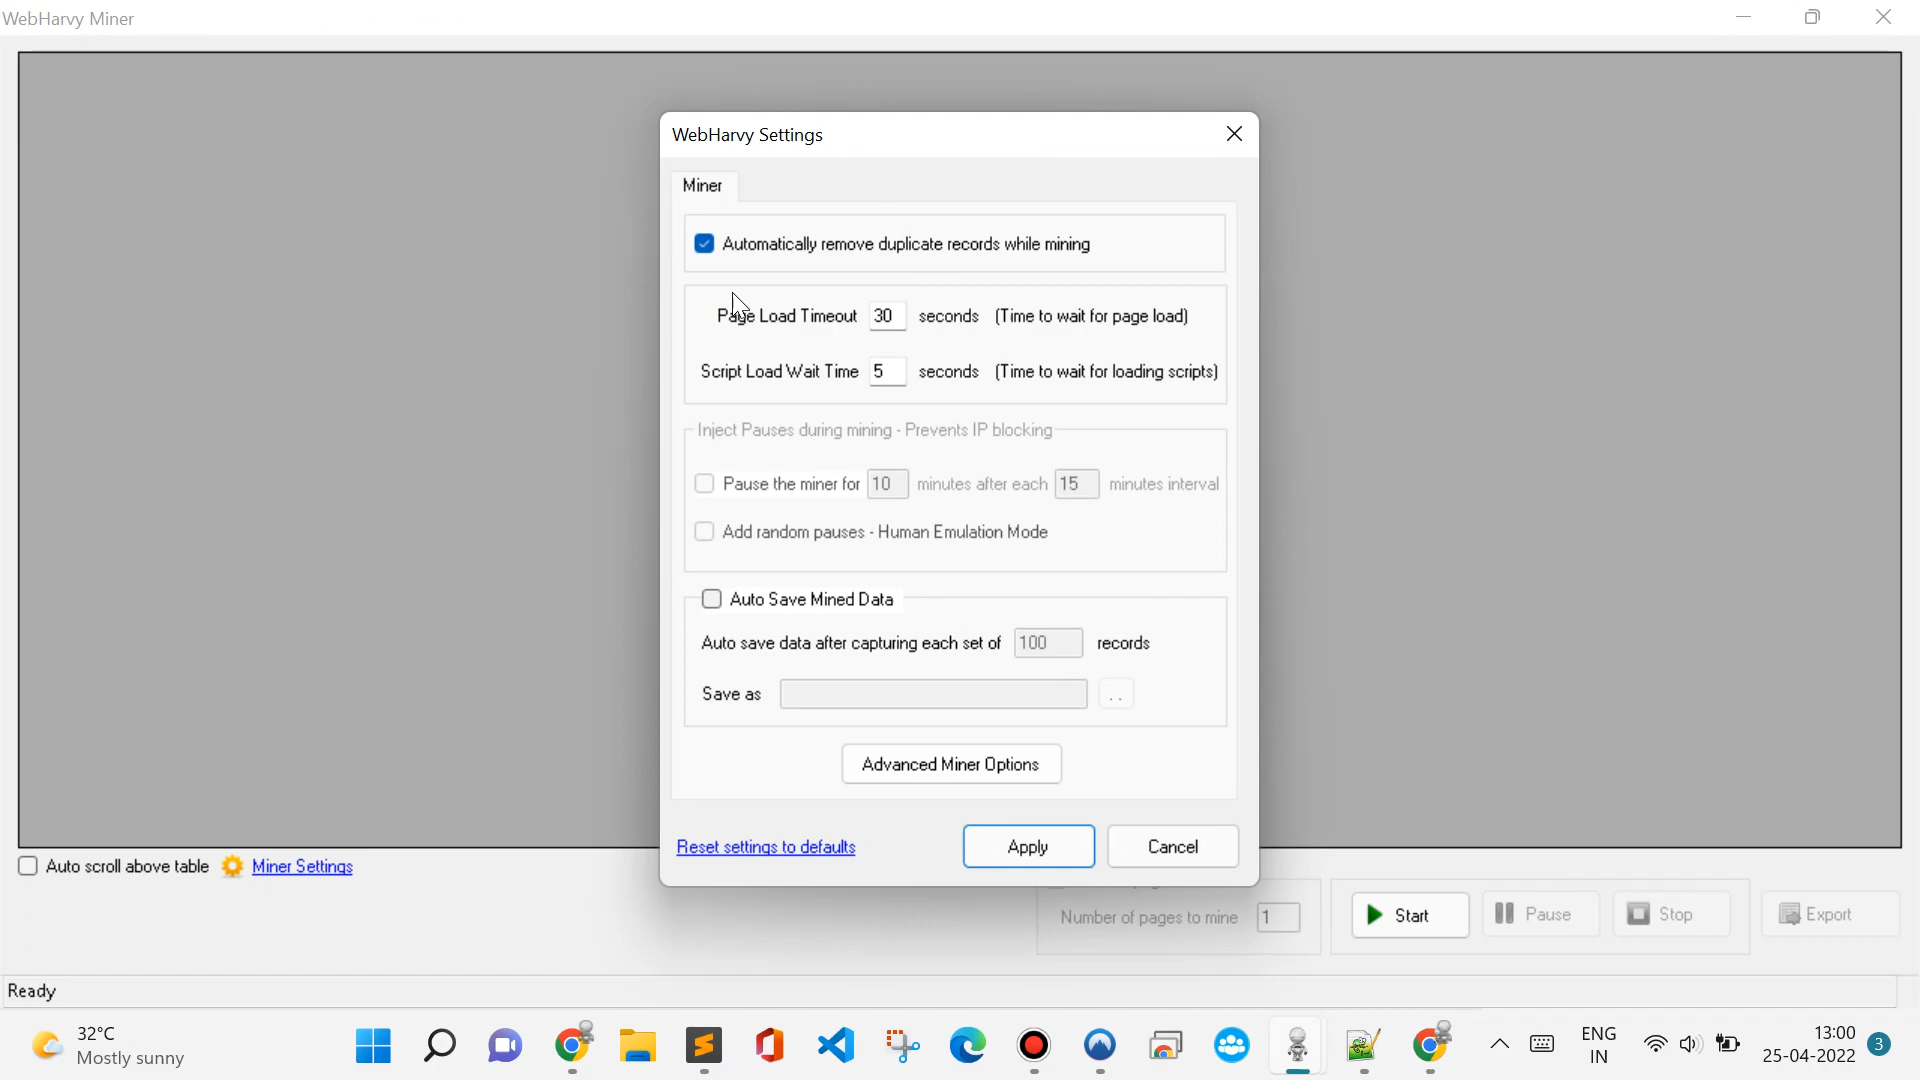 WebHarvy Miner
WebHarvy Settings
Miner
Automatically remove duplicate records while mining
Page Load Timeout 30 seconds (Time to wait for page load)
Script Load Wait Time 5 seconds (Time to wait for loading scripts)
Inject Pauses during mining - Prevents IP blocking
Pause the miner for 10 minutes after each 15 minutes interval
Add random pauses - Human Emulation Mode
Auto Save Mined Data
Auto save data after capturing each set of 100 records
Save as ..
Advanced Miner Options
Reset settings to defaults Apply Cancel
Auto scroll above table Miner Settings
Number of pages to mine 1 Start Pause Stop Export
Ready
32°C
Mostly sunny
ENG
IN
13:00
25-04-2022
3